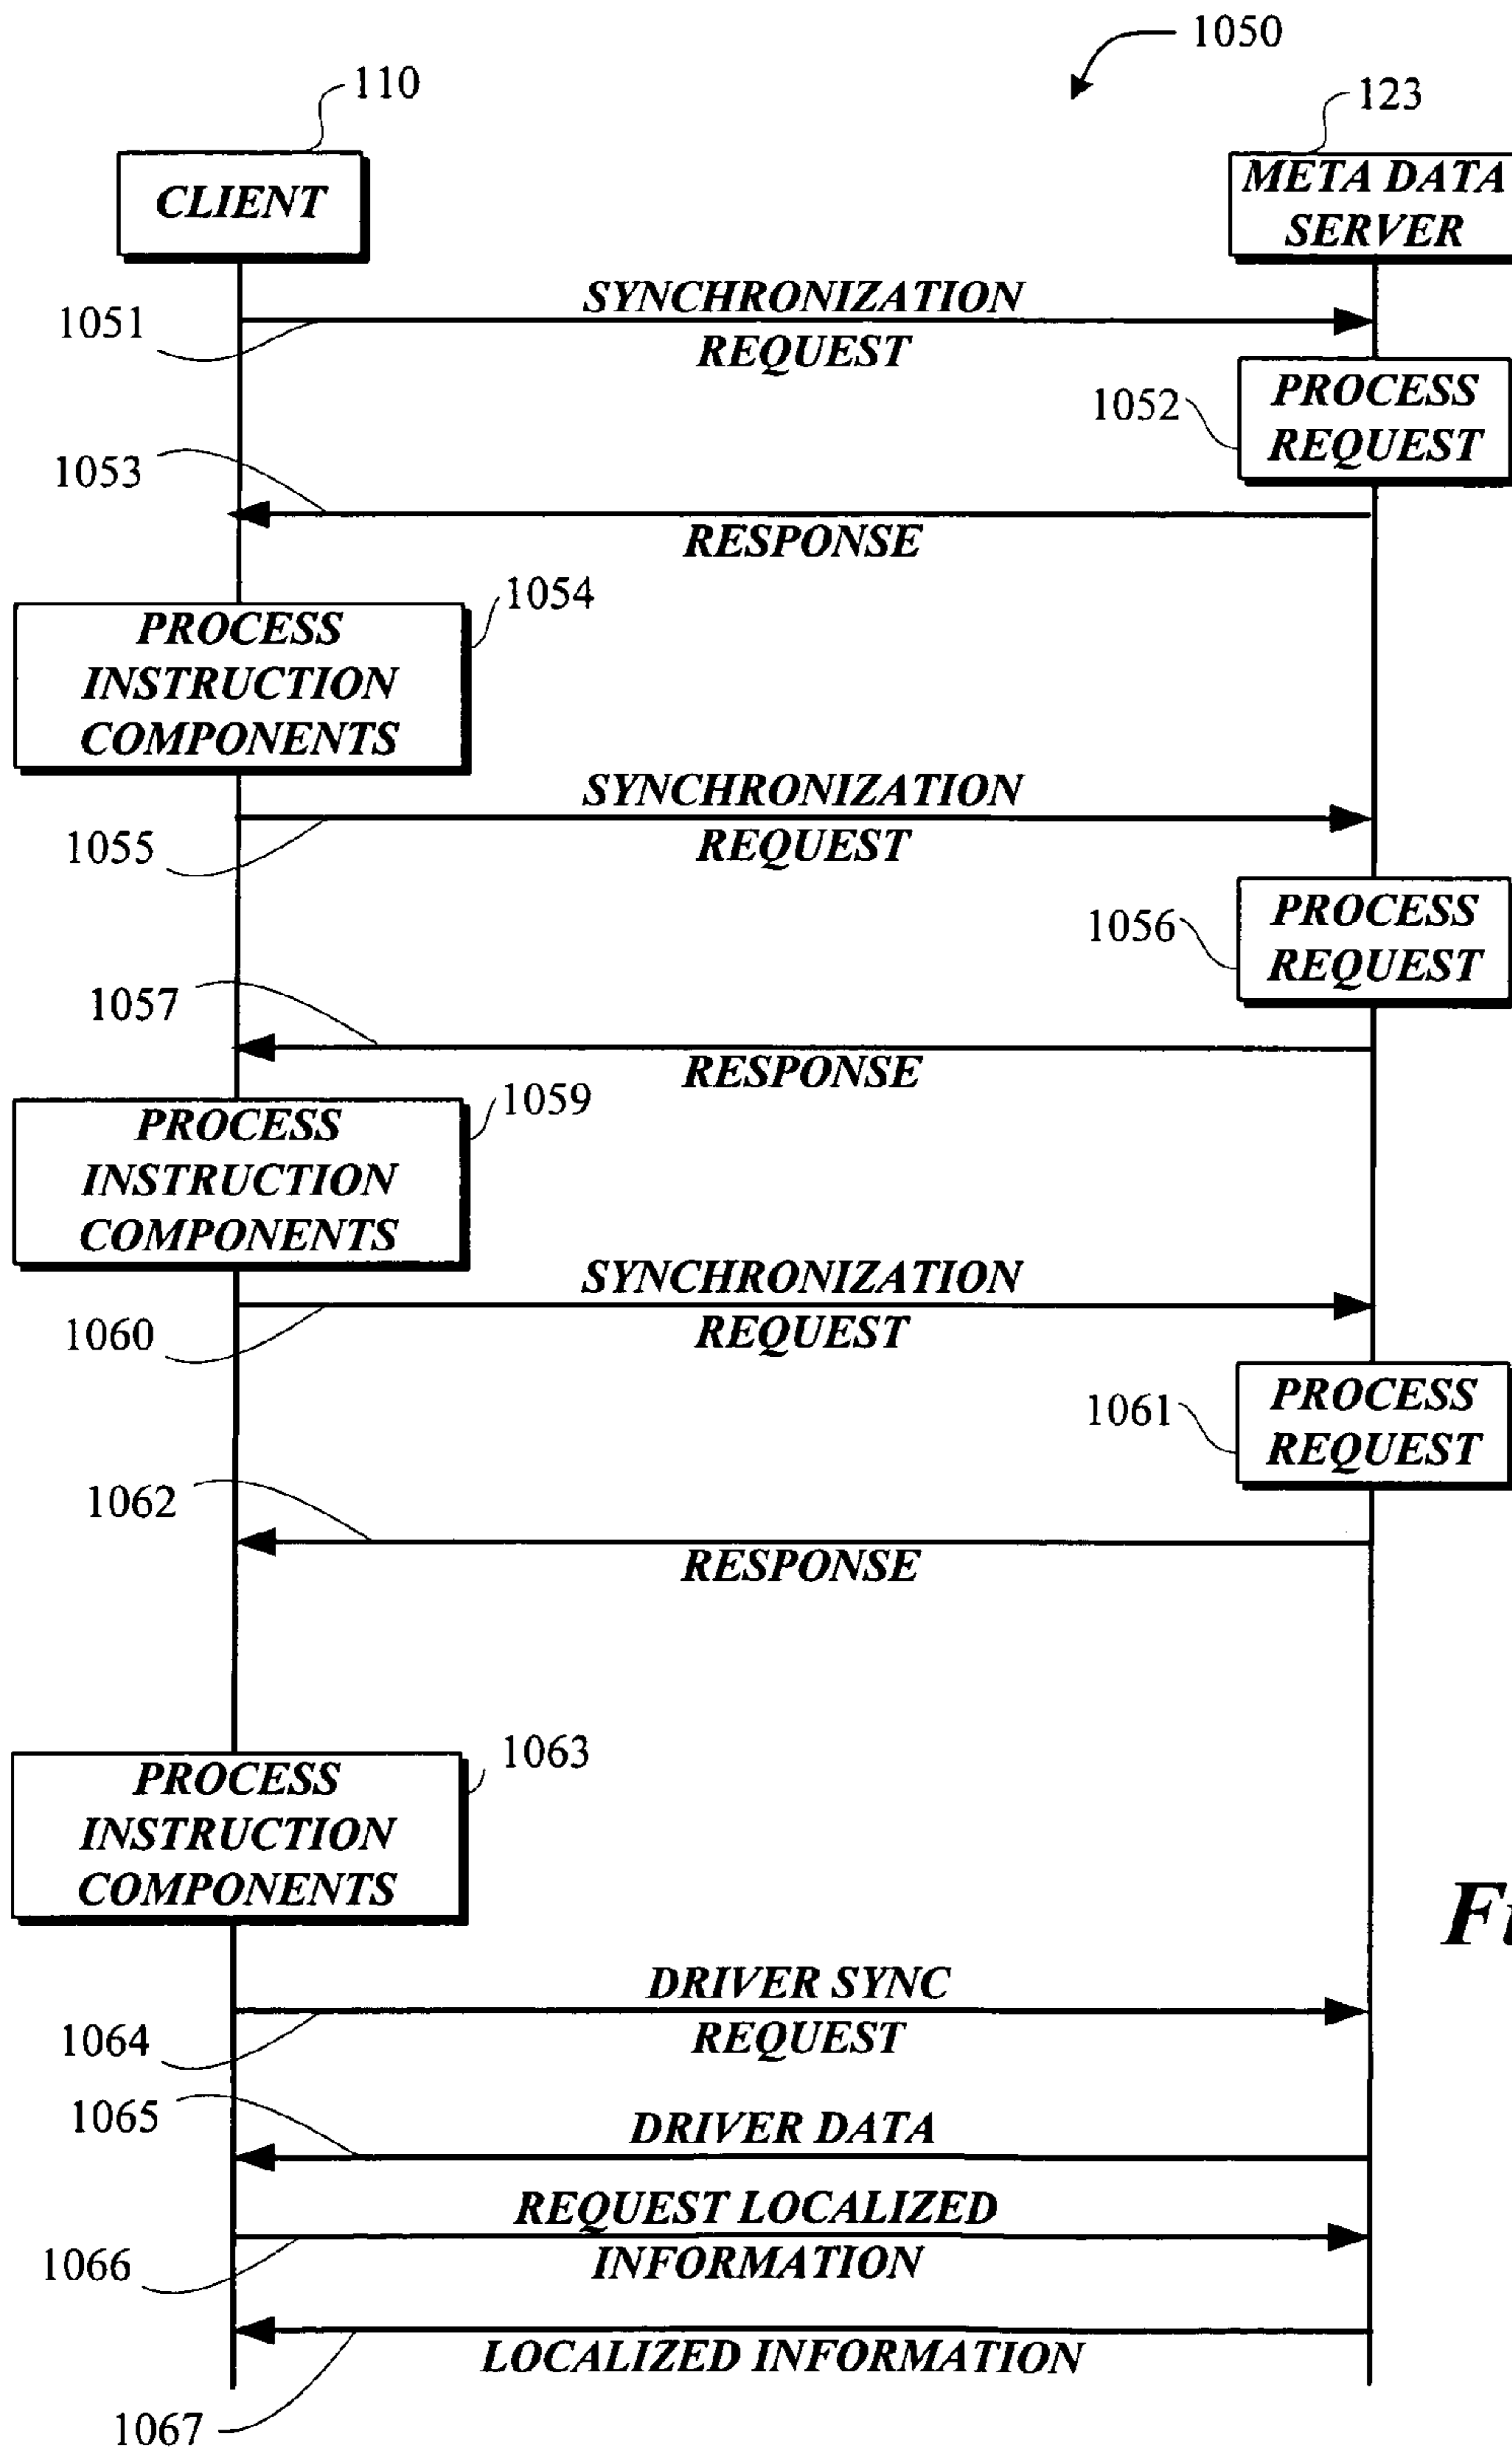 1050
110
123
CLIENT
META DATA
SERVER
SYNCHRONIZATION
1051
REQUEST
PROCESS
1052
REQUEST
1053
RESPONSE
1054
PROCESS
INSTRUCTION
COMPONENTS
SYNCHRONIZATION
1055
REQUEST
PROCESS
1056
REQUEST
1057
RESPONSE
1059
PROCESS
INSTRUCTION
COMPONENTS
SYNCHRONIZATION
1060
REQUEST
PROCESS
1061
REQUEST
1062
RESPONSE
1063
PROCESS
INSTRUCTION
COMPONENTS
DRIVER SYNC
1064
REQUEST
1065
DRIVER DATA
REQUEST LOCALIZED
1066
INFORMATION
LOCALIZED INFORMATION
1067